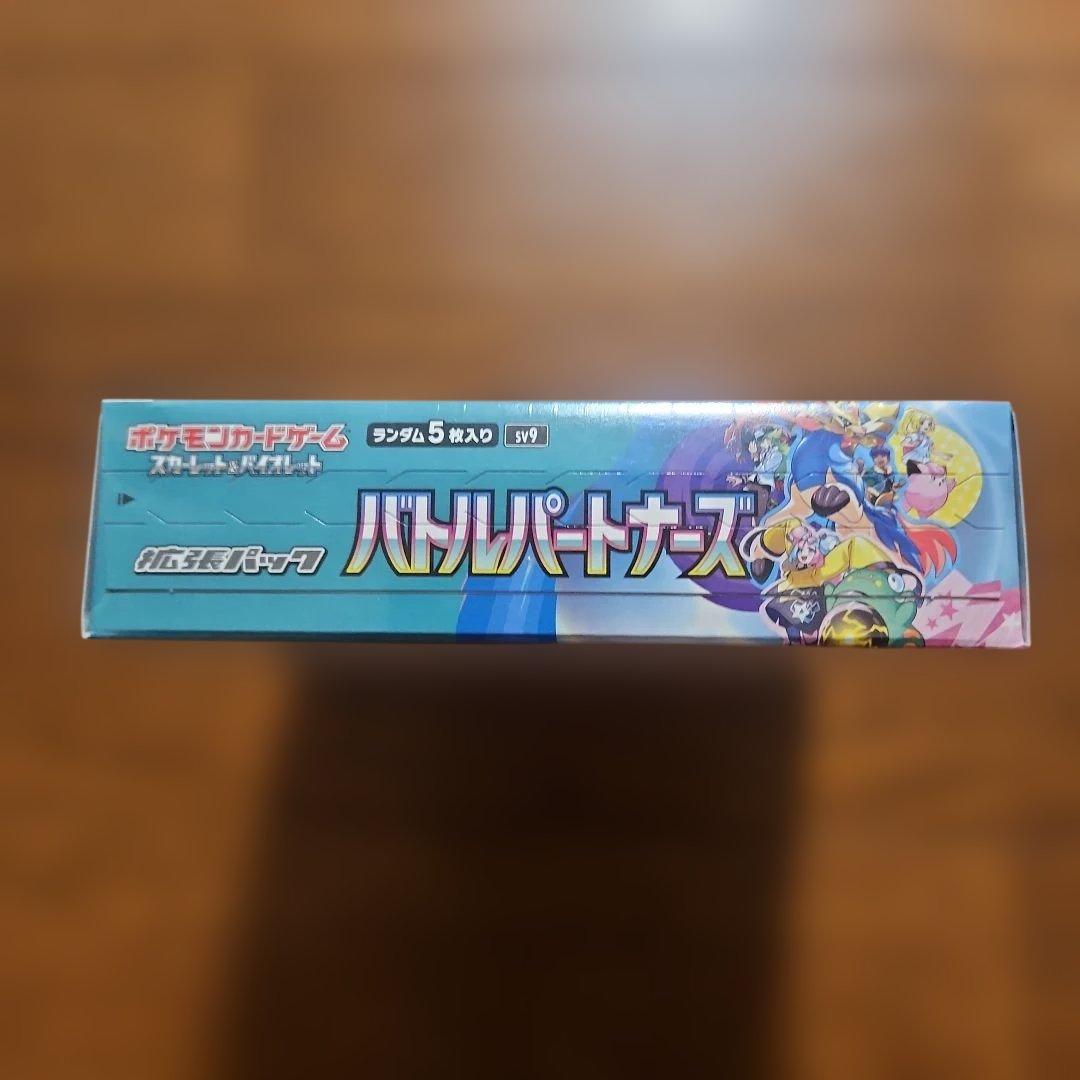 ポケモンカードゲーム
スカーレット&バイオレット
ランダム5枚入り
sv9
拡張パック
バトルパートナーズ